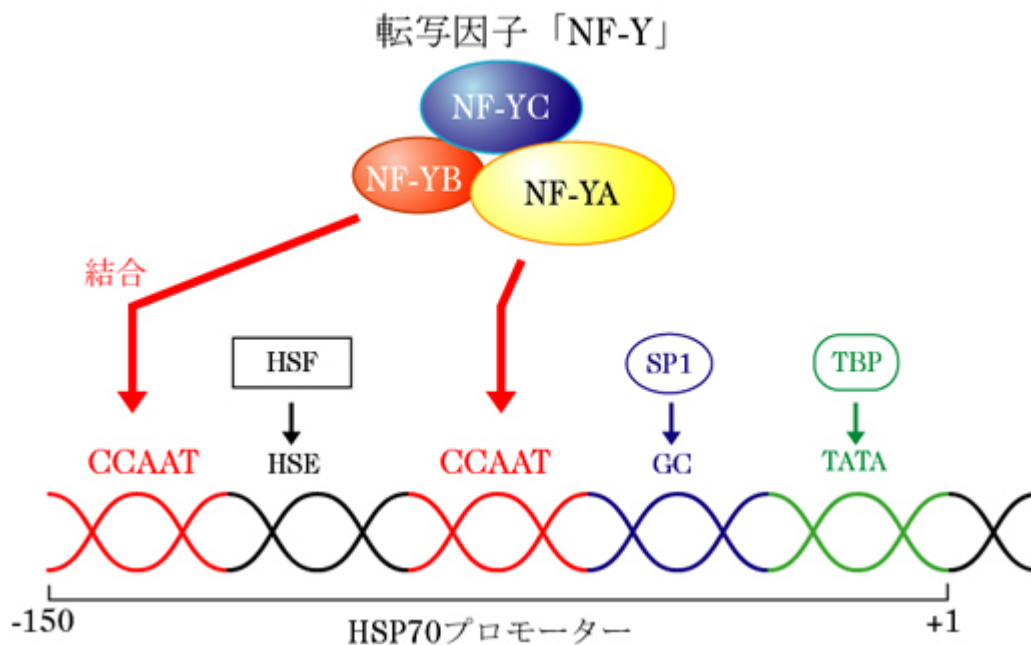 転写因子「NF-Y」
NF-YC
NF-YB
NF-YA
結合
HSF
SP1
TBP
CCAAT
HSE
CCAAT
GC
TATA
-150
HSP70プロモーター
+1